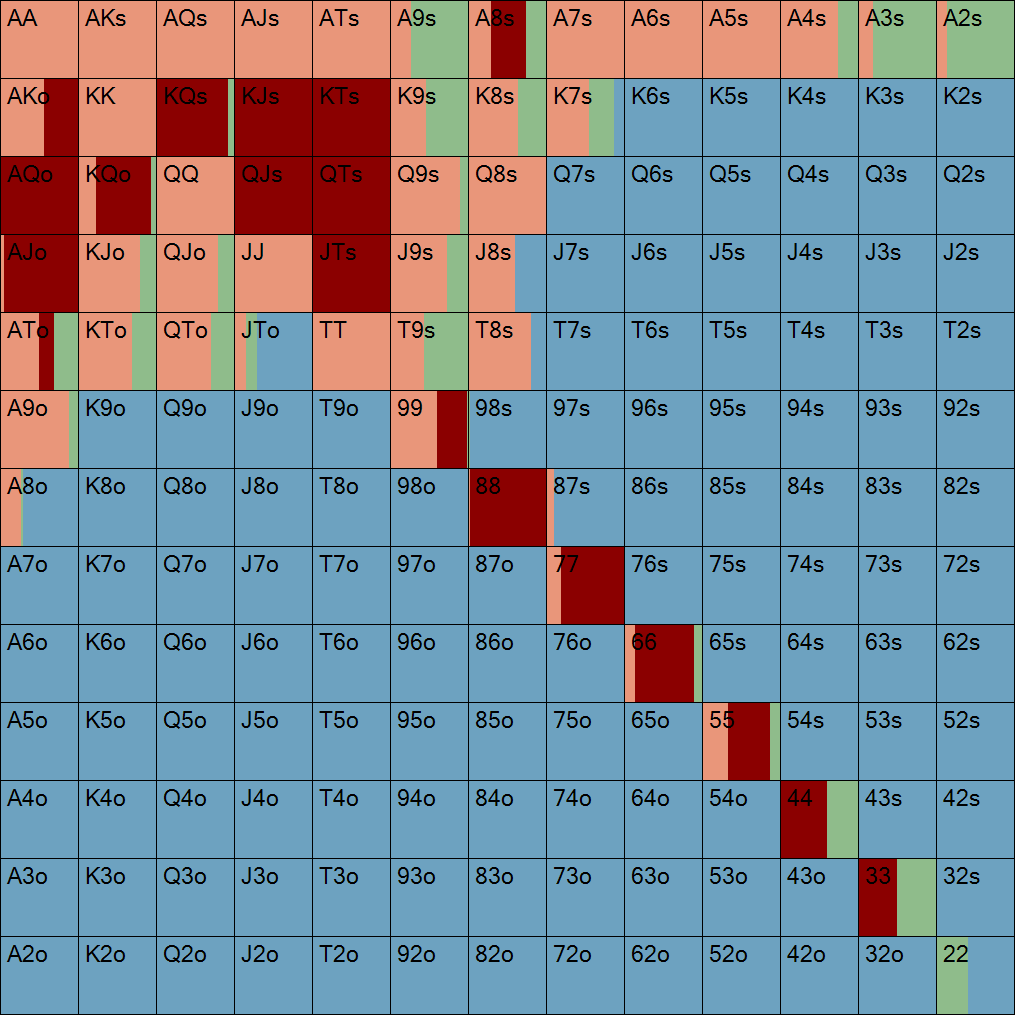 AA AKs AQs AJs ATs A9s A8s A7s A6s A5s A4s A3s A2s
AKo KK KQs KJs KTs K9s K8s K7s K6s K5s K4s K3s K2s
AQo KQo QQ QJs QTs Q9s Q8s Q7s Q6s Q5s Q4s Q3s Q2s
AJo KJo QJo JJ JTs J9s J8s J7s J6s J5s J4s J3s J2s
ATo KTo QTo JTo TT T9s T8s T7s T6s T5s T4s T3s T2s
A9o K9o Q9o J9o T9o 99 98s 97s 96s 95s 94s 93s 92s
A8o K8o Q8o J8o T8o 98o 88 87s 86s 85s 84s 83s 82s
A7o K7o Q7o J7o T7o 97o 87o 77 76s 75s 74s 73s 72s
A6o K6o Q6o J6o T6o 96o 86o 76o 66 65s 64s 63s 62s
A5o K5o Q5o J5o T5o 95o 85o 75o 65o 55 54s 53s 52s
A4o K4o Q4o J4o T4o 94o 84o 74o 64o 54o 44 43s 42s
A3o K3o Q3o J3o T3o 93o 83o 73o 63o 53o 43o 33 32s
A2o K2o Q2o J2o T2o 92o 82o 72o 62o 52o 42o 32o 22